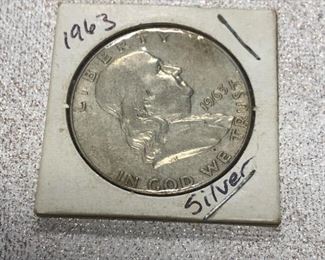 1963
LIBERTY
1963
IN GOD WE TRUST
Silver